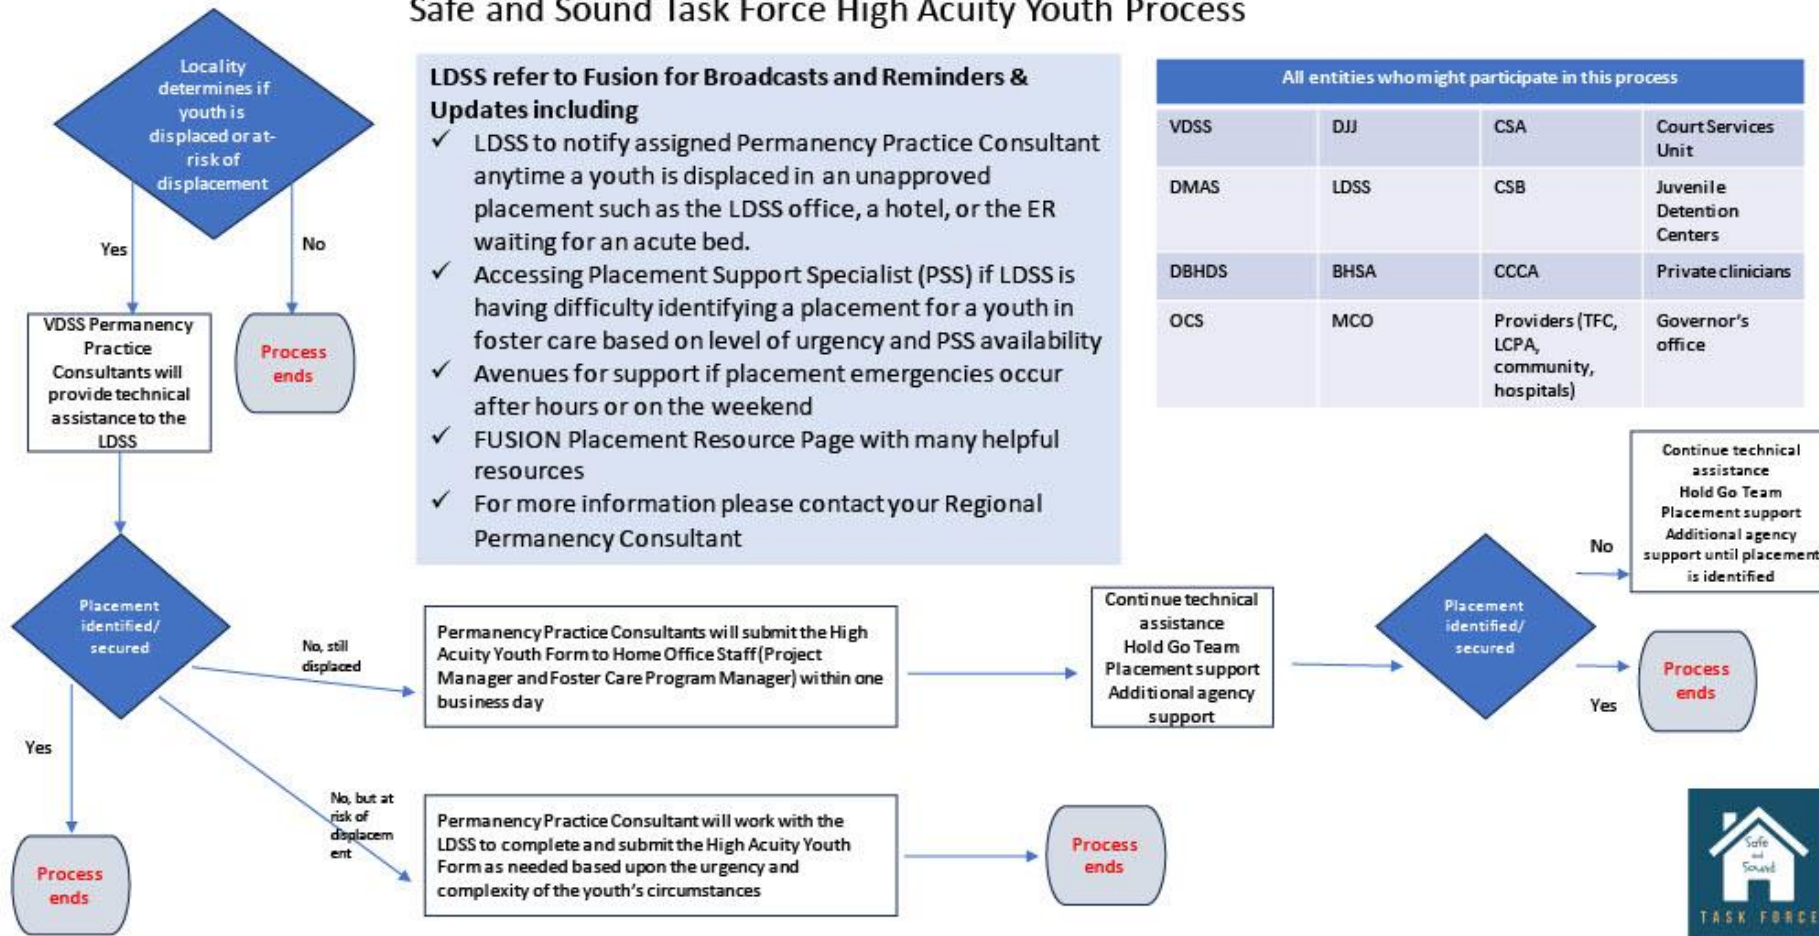 Safe and Sound Task Force High Acuity Youth Process
Locality
determines if
youth is
displaced or at-
risk of
displacement
Yes
No
VDSS Permanency
Practice
Consultants will
provide technical
assistance to the
LDSS
Process
ends
LDSS refer to Fusion for Broadcasts and Reminders &
Updates including
✓ LDSS to notify assigned Permanency Practice Consultant
anytime a youth is displaced in an unapproved
placement such as the LDSS office, a hotel, or the ER
waiting for an acute bed.
✓ Accessing Placement Support Specialist (PSS) if LDSS is
having difficulty identifying a placement for a youth in
foster care based on level of urgency and PSS availability
✓ Avenues for support if placement emergencies occur
after hours or on the weekend
✓ FUSION Placement Resource Page with many helpful
resources
✓ For more information please contact your Regional
Permanency Consultant
All entities who might participate in this process
VDSS DJJ CSA Court Services
Unit
DMAS LDSS CSB Juvenile
Detention
Centers
DBHDS BHSA CCCA Private clinicians
OCS MCO Providers (TFC, Governor's
LCPA, office
community,
hospitals)
Placement
identified/
secured
Yes
Process
ends
No, still
displaced
Permanency Practice Consultants will submit the High
Acuity Youth Form to Home Office Staff (Project
Manager and Foster Care Program Manager) within one
business day
Continue technical
assistance
Hold Go Team
Placement support
Additional agency
support
Placement
identified/
secured
No
Continue technical
assistance
Hold Go Team
Placement support
Additional agency
support until placement
is identified
Yes
Process
ends
No, but at
risk of
displacem
ent
Permanency Practice Consultant will work with the
LDSS to complete and submit the High Acuity Youth
Form as needed based upon the urgency and
complexity of the youth's circumstances
Process
ends
Safe
and
Sound
TASK FORCE